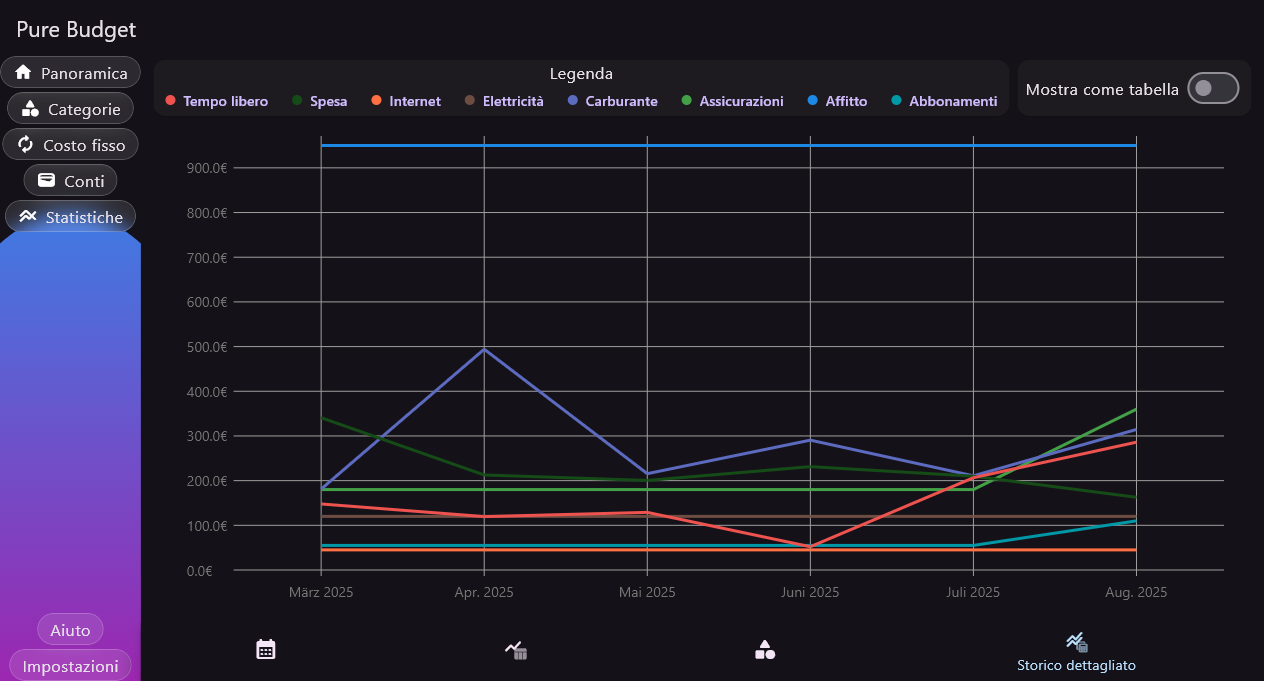 Pure Budget
Panoramica
Categorie
Costo fisso
Conti
Statistiche
Aiuto
Impostazioni
Legenda
Tempo libero Spesa Internet Elettricità Carburante Assicurazioni Affitto Abbonamenti
Mostra come tabella
900.0€
800.0€
700.0€
600.0€
500.0€
400.0€
300.0€
200.0€
100.0€
0.0€
März 2025 Apr. 2025 Mai 2025 Juni 2025 Juli 2025 Aug. 2025
Storico dettagliato